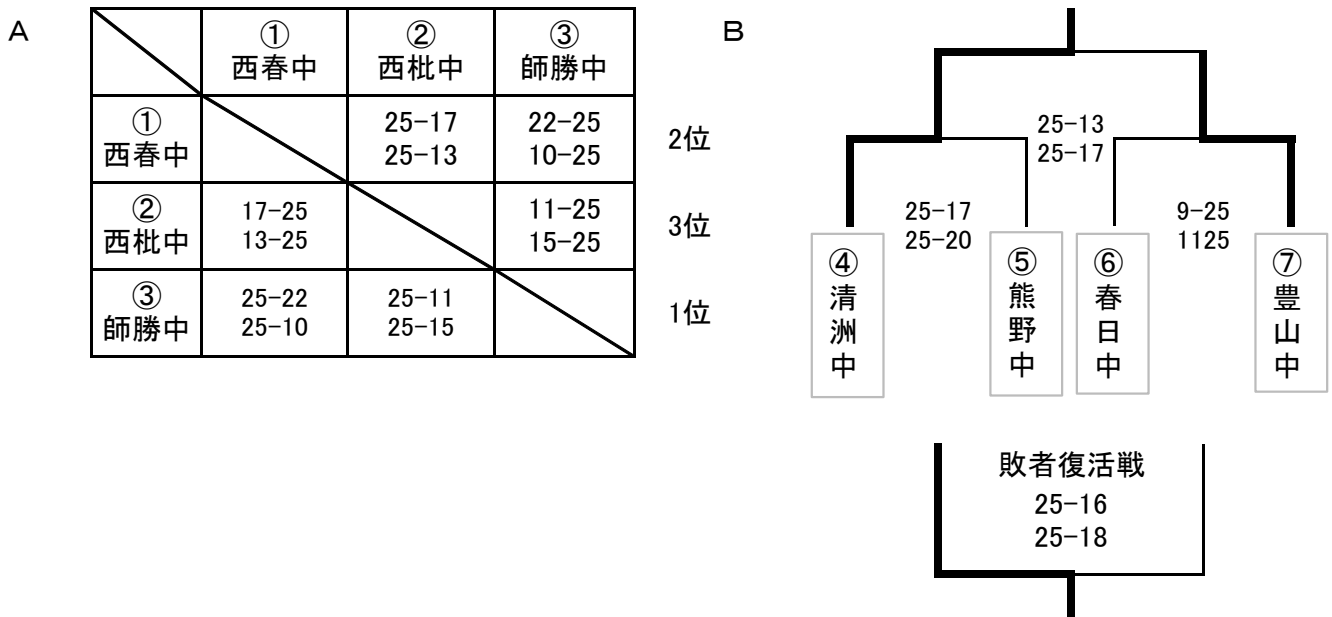 A
① ② ③
西春中 西枇中 師勝中
① 25-17 22-25 2位
西春中 25-13 10-25
② 17-25 11-25 3位
西枇中 13-25 15-25
③ 25-22 25-11 1位
師勝中 25-10 25-15
B
25-13
25-17
25-17 9-25
25-20 1125
④清洲中
⑤熊野中
⑥春日中
⑦豊山中
敗者復活戦
25-16
25-18